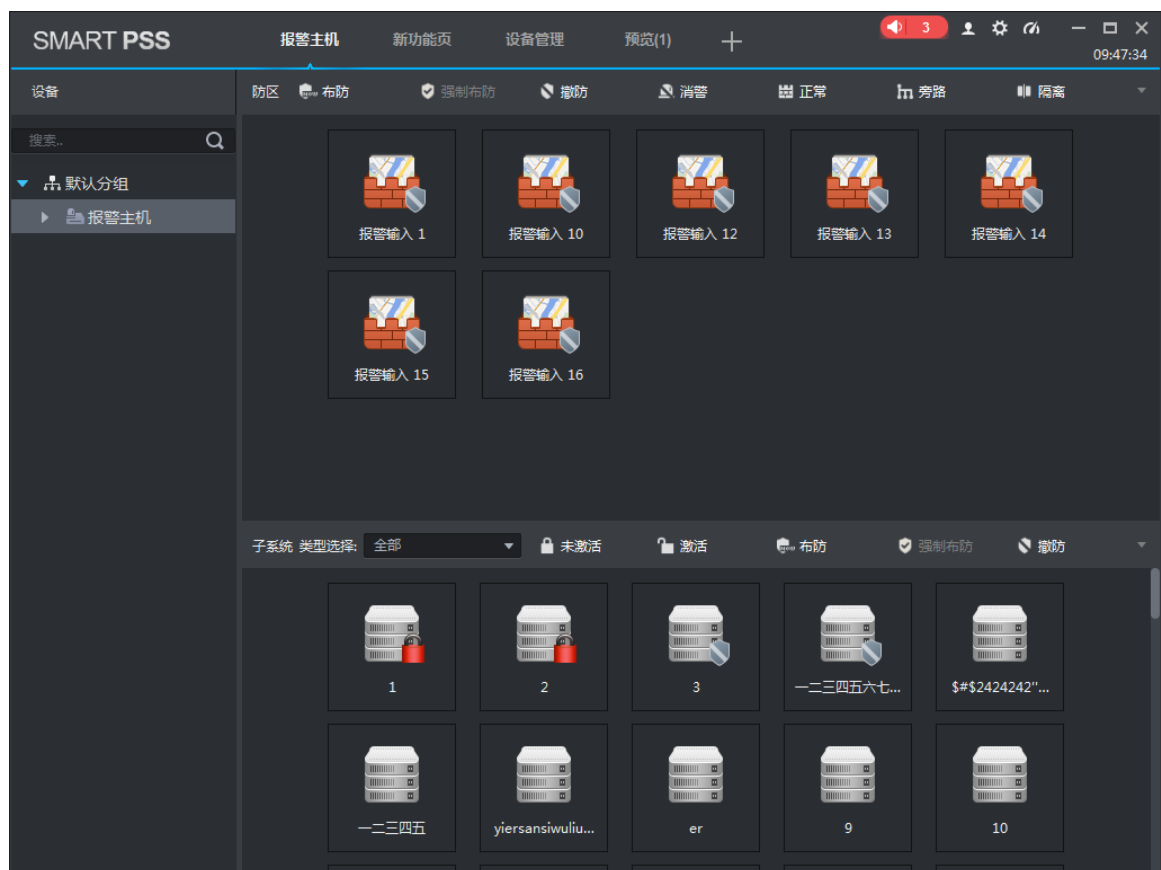 SMART PSS 报警主机 新功能页 设备管理 预览(1) 3
09:47:34
设备
防区 布防 强制布防 撤防 消警 正常 旁路 隔离
搜索..
默认分组
报警主机
报警输入 1 报警输入 10 报警输入 12 报警输入 13 报警输入 14
报警输入 15 报警输入 16
子系统 类型选择: 全部 未激活 激活 布防 强制布防 撤防
1 2 3 一二三四五六七... $#$2424242"...
一二三四五 yiersansiwuliu... er 9 10